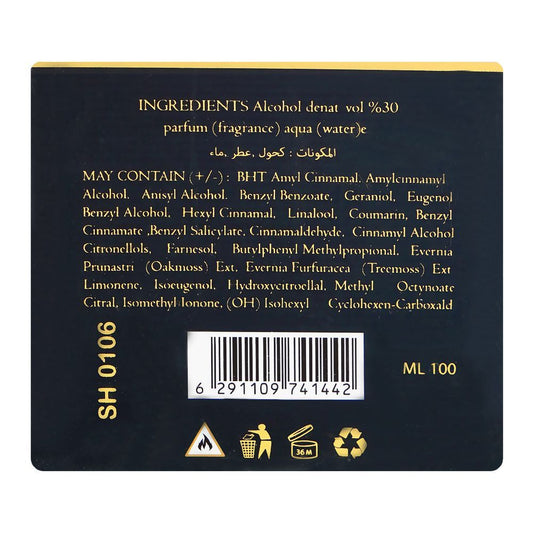 INGREDIENTS Alcohol denat vol %30
parfum (fragrance) aqua (water)e
المكونات : كحول ,عطر ,ماء
MAY CONTAIN (+/-) : BHT Amyl Cinnamal, Amylcinnamyl
Alcohol, Anisyl Alcohol, Benzyl Benzoate, Geraniol, Eugenol
Benzyl Alcohol, Hexyl Cinnamal, Linalool, Coumarin, Benzyl
Cinnamate ,Benzyl Salicylate, Cinnamaldehyde, Cinnamyl Alcohol
Citronellols, Farnesol, Butylphenyl Methylpropional, Evernia
Prunastri (Oakmoss) Ext, Evernia Furfuracea (Treemoss) Ext
Limonene, Isoeugenol, Hydroxycitroellal, Methyl Octynoate
Citral, Isomethyl Ionone, (OH) Isohexyl Cyclohexen-Carboxald
SH 0106
6 291109 741442
ML 100
36 M